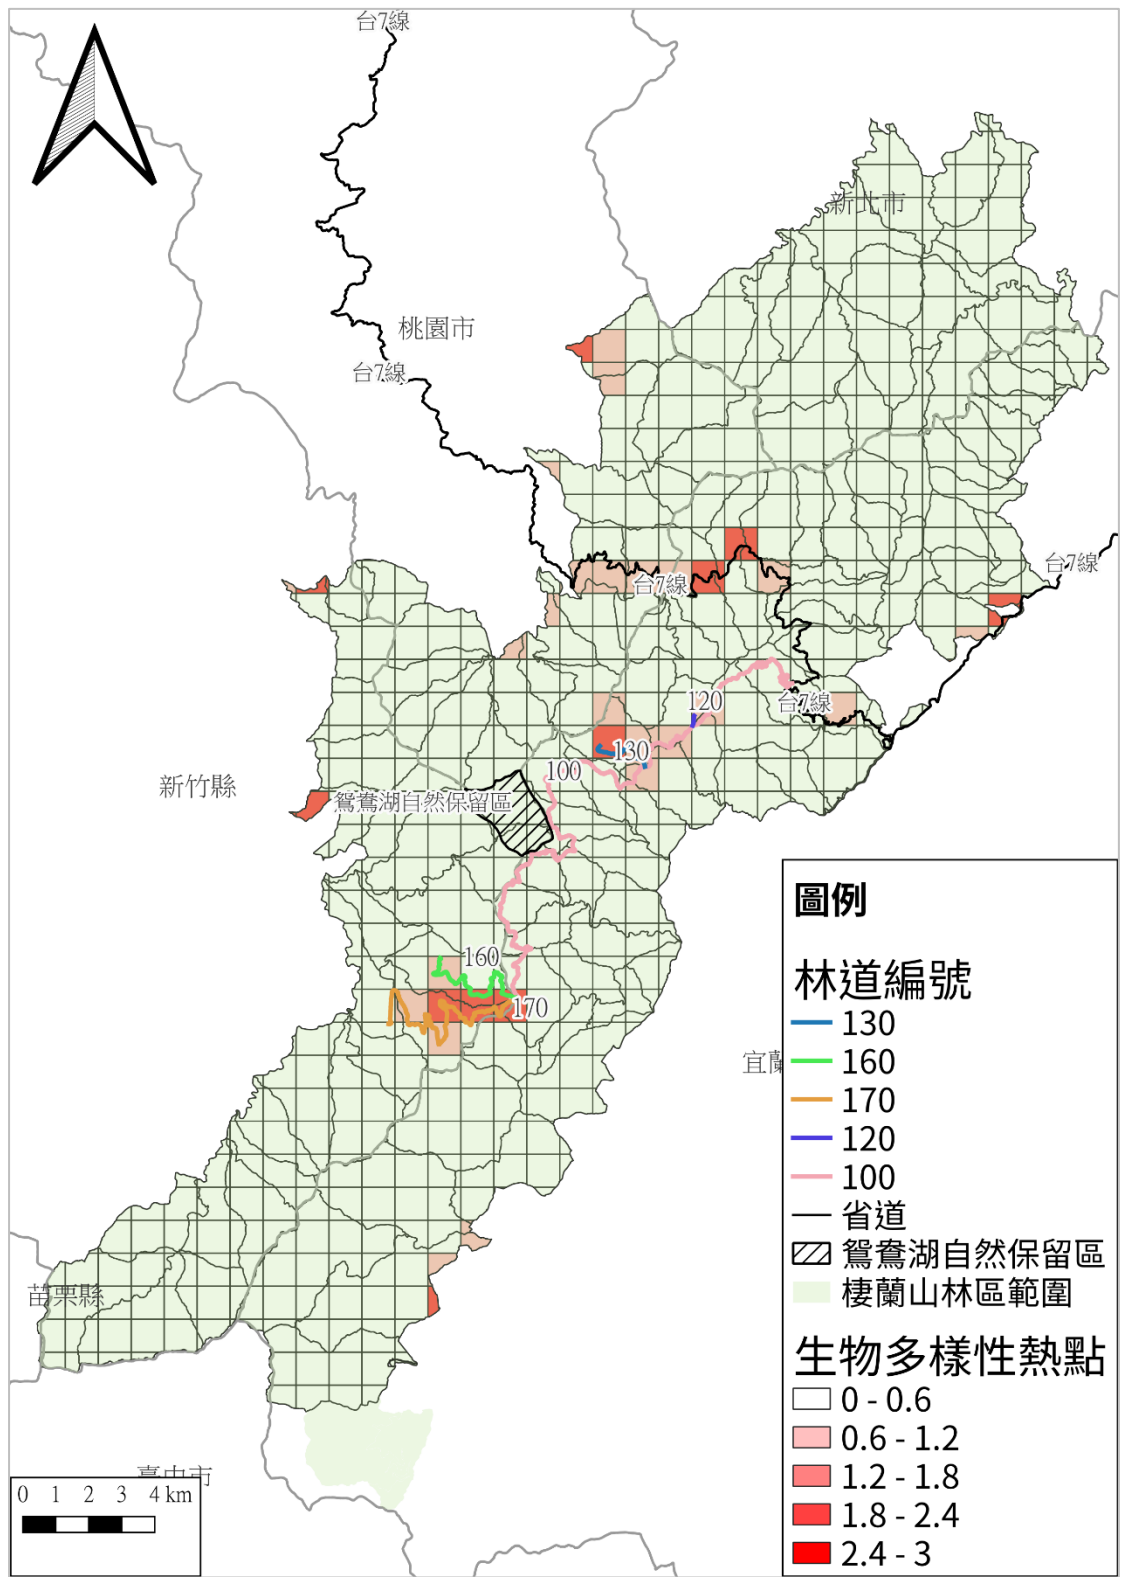 台7線
新北市
桃園市
台7線
台7線
台7線
120
台7線
130
100
新竹縣
鴛鴦湖自然保留區
160
170
宜蘭
苗栗縣
臺中市
0 1 2 3 4 km
圖例
林道編號
130
160
170
120
100
省道
鴛鴦湖自然保留區
棲蘭山林區範圍
生物多樣性熱點
0 - 0.6
0.6 - 1.2
1.2 - 1.8
1.8 - 2.4
2.4 - 3